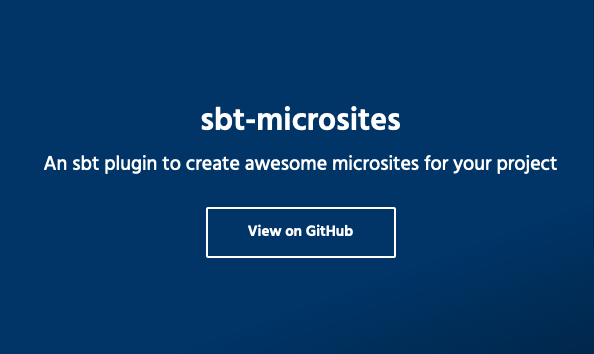 sbt-microsites
An sbt plugin to create awesome microsites for your project
View on GitHub